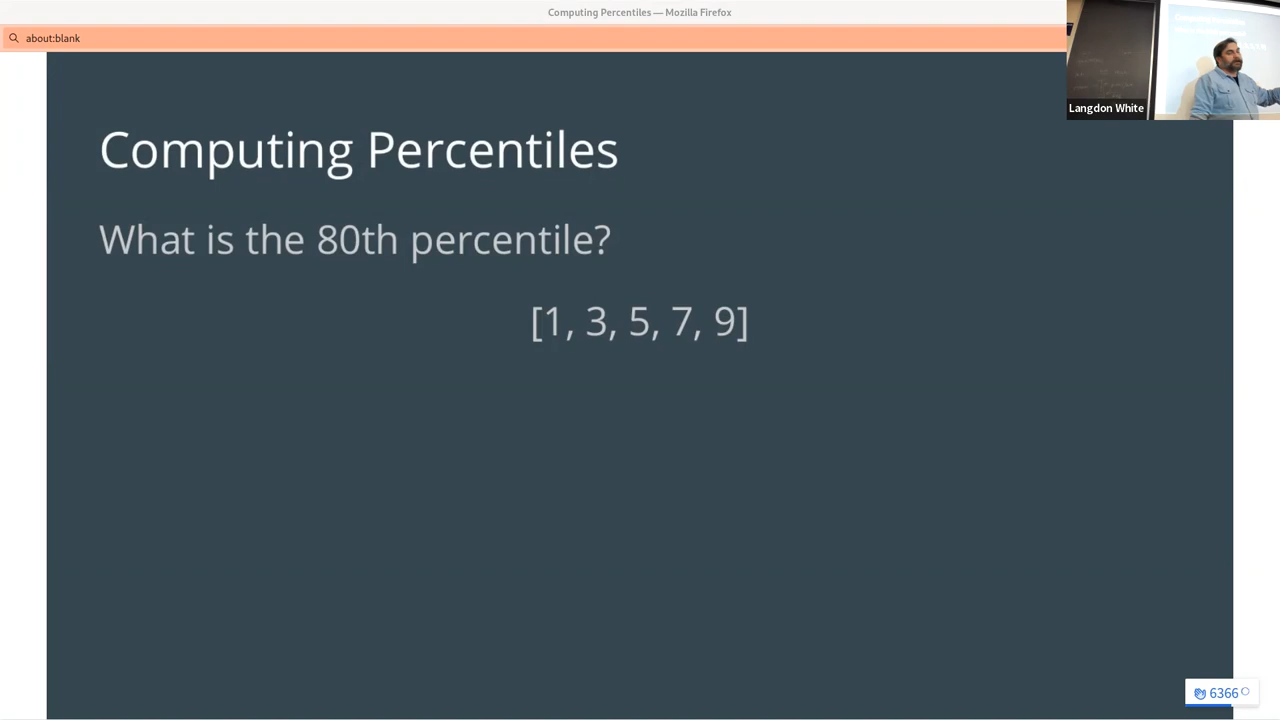 Computing Percentiles — Mozilla Firefox
about:blank
Langdon White
Computing Percentiles
What is the 80th percentile?
[1, 3, 5, 7, 9]
6366